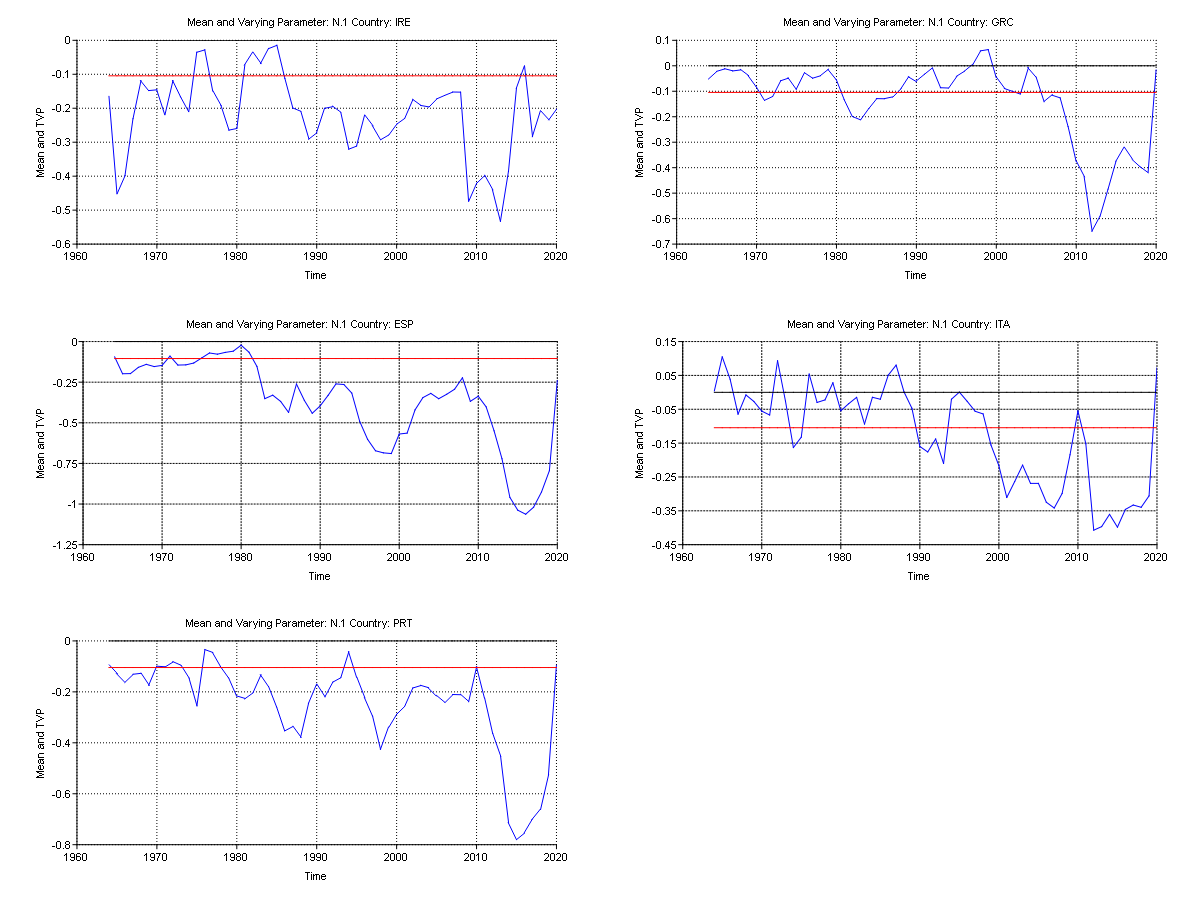 Mean and Varying Parameter: N.1 Country: IRE
0
-0.1
-0.2
-0.3
-0.4
-0.5
-0.6
Mean and TVP
1960 1970 1980 1990 2000 2010 2020
Time
Mean and Varying Parameter: N.1 Country: GRC
0.1
0
-0.1
-0.2
-0.3
-0.4
-0.5
-0.6
-0.7
Mean and TVP
1960 1970 1980 1990 2000 2010 2020
Time
Mean and Varying Parameter: N.1 Country: ESP
0
-0.25
-0.5
-0.75
-1
-1.25
Mean and TVP
1960 1970 1980 1990 2000 2010 2020
Time
Mean and Varying Parameter: N.1 Country: ITA
0.15
0.05
-0.05
-0.15
-0.25
-0.35
-0.45
Mean and TVP
1960 1970 1980 1990 2000 2010 2020
Time
Mean and Varying Parameter: N.1 Country: PRT
0
-0.2
-0.4
-0.6
-0.8
Mean and TVP
1960 1970 1980 1990 2000 2010 2020
Time